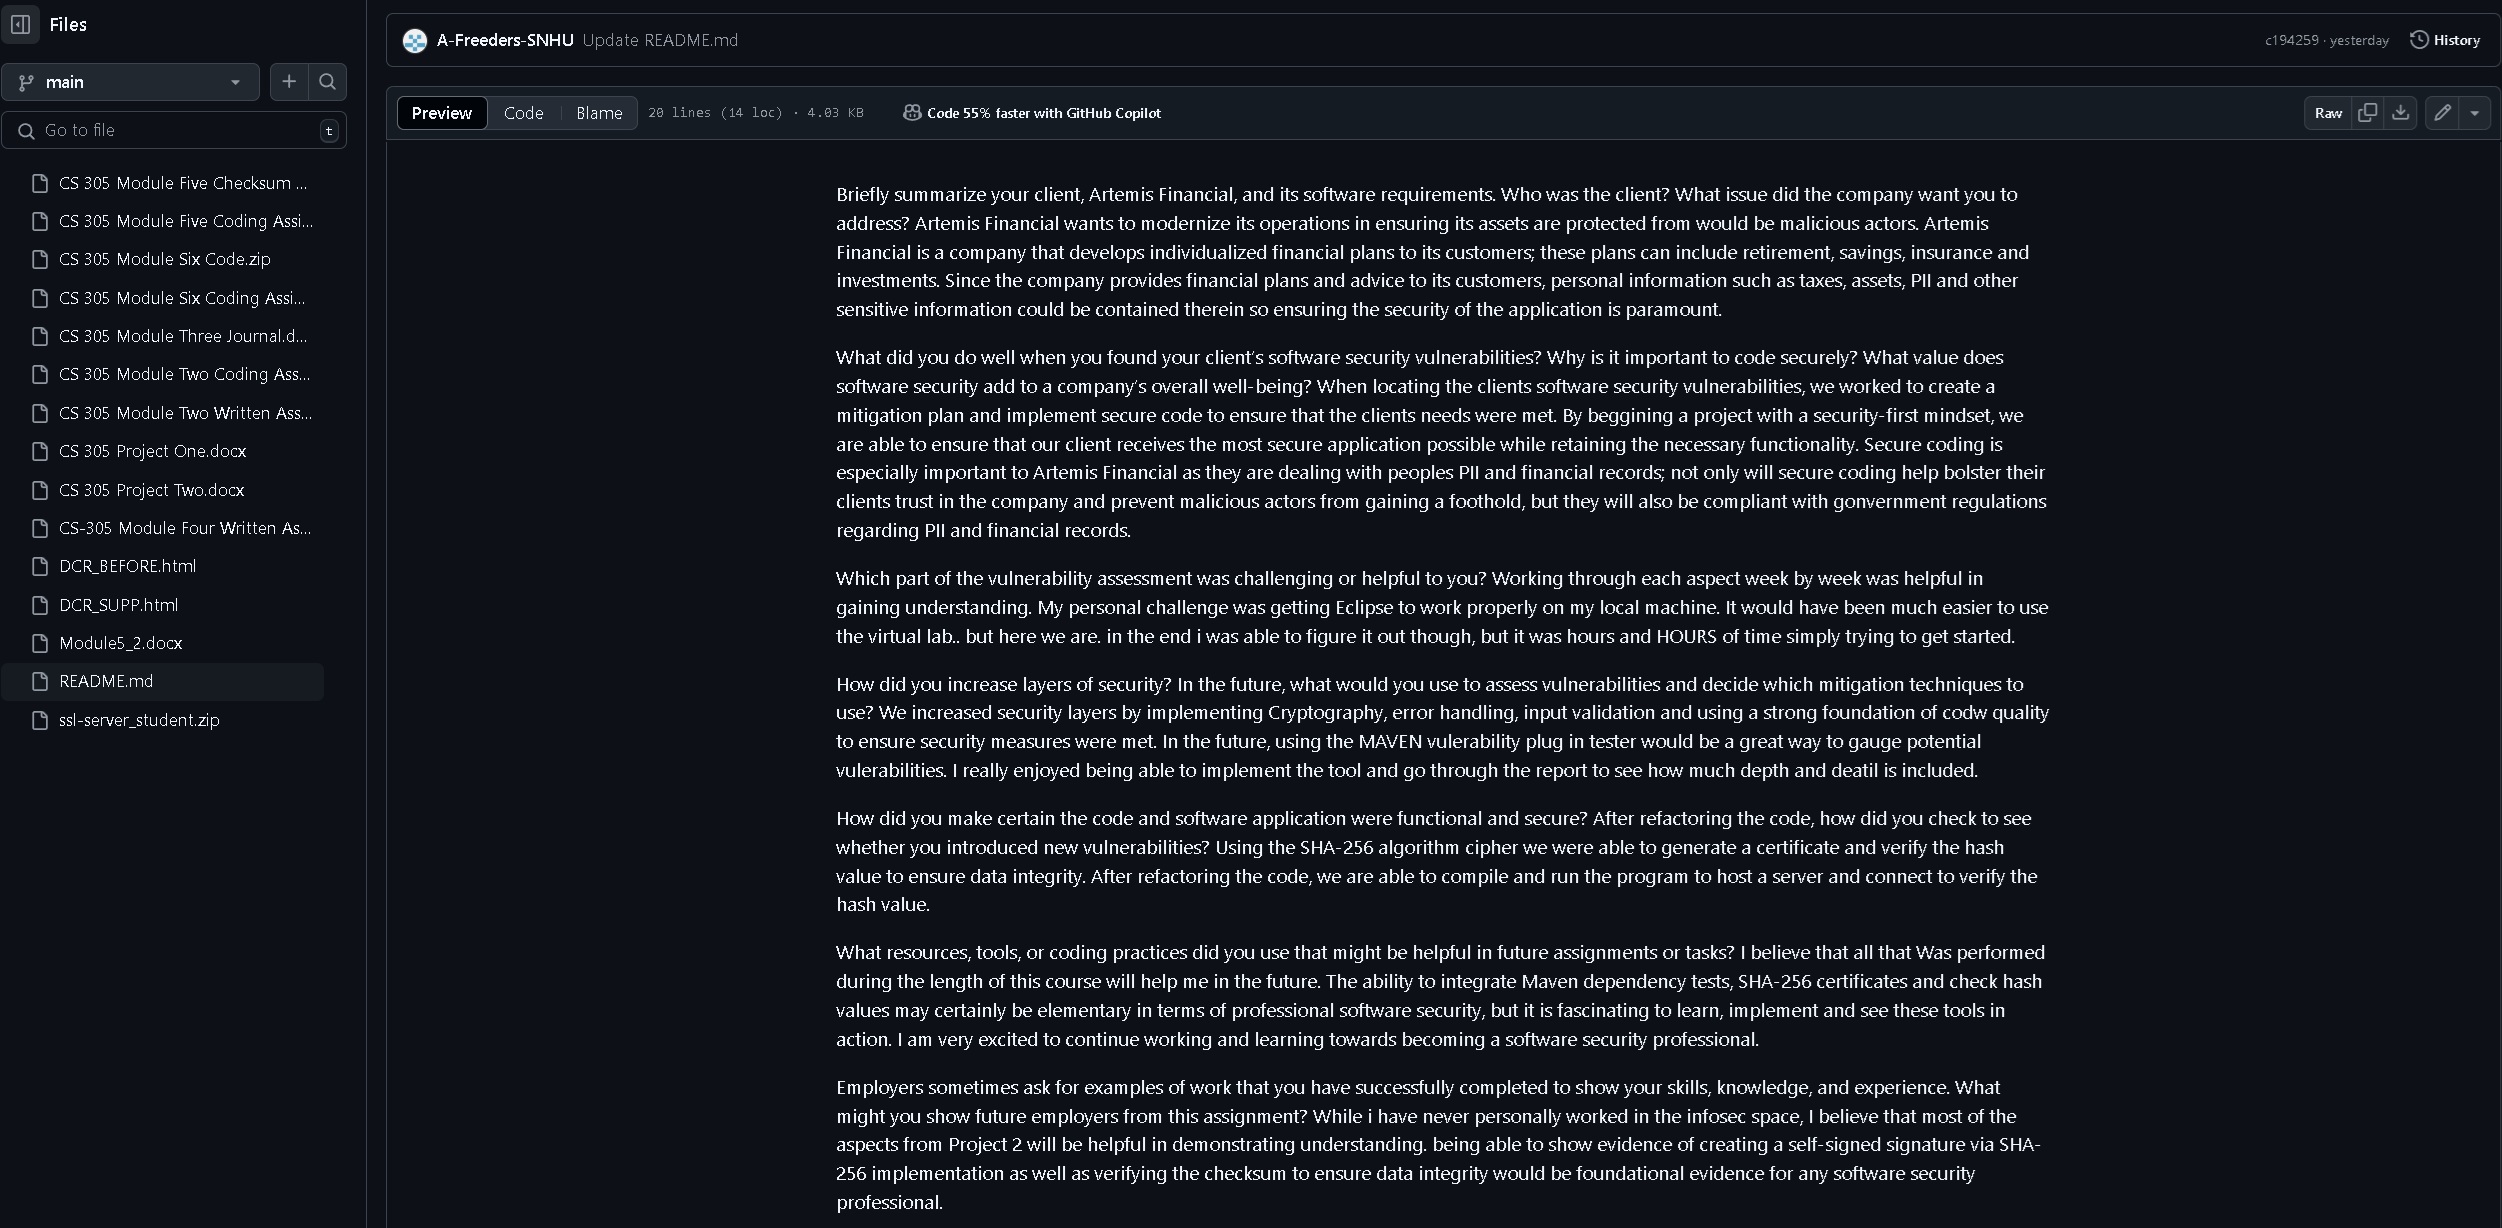 Files
main
Go to file
t
CS 305 Module Five Checksum ...
CS 305 Module Five Coding Assi...
CS 305 Module Six Code.zip
CS 305 Module Six Coding Assi...
CS 305 Module Three Journal.d...
CS 305 Module Two Coding Ass...
CS 305 Module Two Written Ass...
CS 305 Project One.docx
CS 305 Project Two.docx
CS-305 Module Four Written As...
DCR_BEFORE.html
DCR_SUPP.html
Module5_2.docx
README.md
ssl-server_student.zip
A-Freeders-SNHU Update README.md
c194259 · yesterday
History
Preview Code Blame 20 lines (14 loc) · 4.03 KB Code 55% faster with GitHub Copilot
Raw
Briefly summarize your client, Artemis Financial, and its software requirements. Who was the client? What issue did the company want you to
address? Artemis Financial wants to modernize its operations in ensuring its assets are protected from would be malicious actors. Artemis
Financial is a company that develops individualized financial plans to its customers; these plans can include retirement, savings, insurance and
investments. Since the company provides financial plans and advice to its customers, personal information such as taxes, assets, PII and other
sensitive information could be contained therein so ensuring the security of the application is paramount.
What did you do well when you found your client's software security vulnerabilities? Why is it important to code securely? What value does
software security add to a company's overall well-being? When locating the clients software security vulnerabilities, we worked to create a
mitigation plan and implement secure code to ensure that the clients needs were met. By beggining a project with a security-first mindset, we
are able to ensure that our client receives the most secure application possible while retaining the necessary functionality. Secure coding is
especially important to Artemis Financial as they are dealing with peoples PII and financial records; not only will secure coding help bolster their
clients trust in the company and prevent malicious actors from gaining a foothold, but they will also be compliant with gonvernment regulations
regarding PII and financial records.
Which part of the vulnerability assessment was challenging or helpful to you? Working through each aspect week by week was helpful in
gaining understanding. My personal challenge was getting Eclipse to work properly on my local machine. It would have been much easier to use
the virtual lab.. but here we are. in the end i was able to figure it out though, but it was hours and HOURS of time simply trying to get started.
How did you increase layers of security? In the future, what would you use to assess vulnerabilities and decide which mitigation techniques to
use? We increased security layers by implementing Cryptography, error handling, input validation and using a strong foundation of codw quality
to ensure security measures were met. In the future, using the MAVEN vulerability plug in tester would be a great way to gauge potential
vulerabilities. I really enjoyed being able to implement the tool and go through the report to see how much depth and deatil is included.
How did you make certain the code and software application were functional and secure? After refactoring the code, how did you check to see
whether you introduced new vulnerabilities? Using the SHA-256 algorithm cipher we were able to generate a certificate and verify the hash
value to ensure data integrity. After refactoring the code, we are able to compile and run the program to host a server and connect to verify the
hash value.
What resources, tools, or coding practices did you use that might be helpful in future assignments or tasks? I believe that all that Was performed
during the length of this course will help me in the future. The ability to integrate Maven dependency tests, SHA-256 certificates and check hash
values may certainly be elementary in terms of professional software security, but it is fascinating to learn, implement and see these tools in
action. I am very excited to continue working and learning towards becoming a software security professional.
Employers sometimes ask for examples of work that you have successfully completed to show your skills, knowledge, and experience. What
might you show future employers from this assignment? While i have never personally worked in the infosec space, I believe that most of the
aspects from Project 2 will be helpful in demonstrating understanding. being able to show evidence of creating a self-signed signature via SHA-
256 implementation as well as verifying the checksum to ensure data integrity would be foundational evidence for any software security
professional.